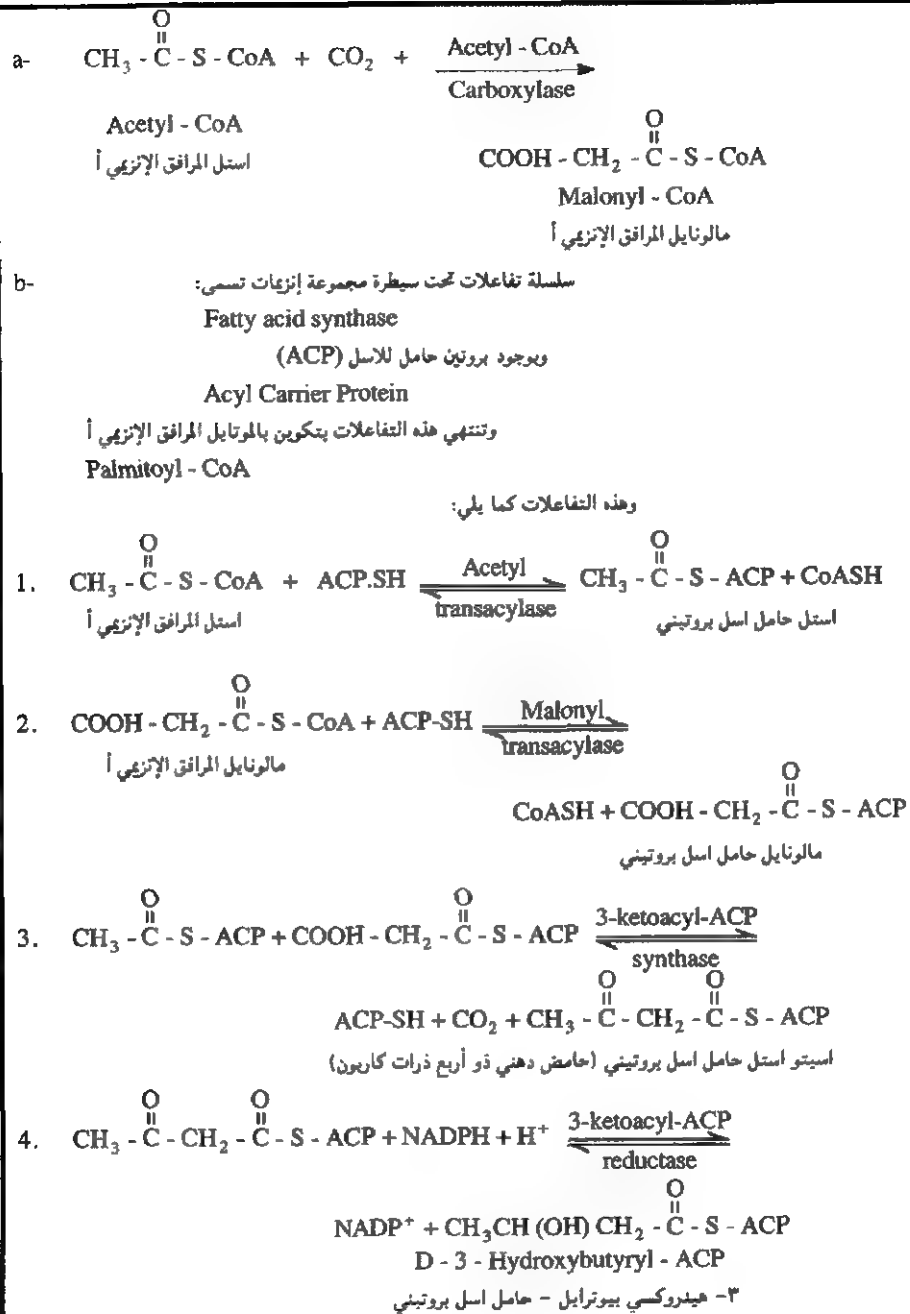 a- CH₃ - C - S - CoA + CO₂ + Acetyl - CoA Carboxylase
O
Acetyl - CoA
استل المرافق الإنزيمي أ
O
COOH - CH₂ - C - S - CoA
Malonyl - CoA
مالونايل المرافق الإنزيمي أ
b- سلسلة تفاعلات تحت سيطرة مجموعة إنزيمات تسمى:
Fatty acid synthase
وبوجود بروتين حامل للاسل (ACP)
Acyl Carrier Protein
وتنتهي هذه التفاعلات بتكوين بالموتايل المرافق الإنزيمي أ
Palmitoyl - CoA
وهذه التفاعلات كما يلي:
O O
1. CH₃ - C - S - CoA + ACP.SH Acetyl transacylase CH₃ - C - S - ACP + CoASH
استل المرافق الإنزيمي أ استل حامل اسل بروتيني
O
2. COOH - CH₂ - C - S - CoA + ACP-SH Malonyl transacylase
مالونايل المرافق الإنزيمي أ
O
CoASH + COOH - CH₂ - C - S - ACP
مالونايل حامل اسل بروتيني
O O
3. CH₃ - C - S - ACP + COOH - CH₂ - C - S - ACP 3-ketoacyl-ACP synthase
O O
ACP-SH + CO₂ + CH₃ - C - CH₂ - C - S - ACP
اسيتو استل حامل اسل بروتيني (حامض دهني ذو أربع ذرات كاربون)
O O
4. CH₃ - C - CH₂ - C - S - ACP + NADPH + H⁺ 3-ketoacyl-ACP reductase
O
NADP⁺ + CH₃CH (OH) CH₂ - C - S - ACP
D - 3 - Hydroxybutyryl - ACP
٣- هيدروكسي بيوترايل - حامل اسل بروتيني